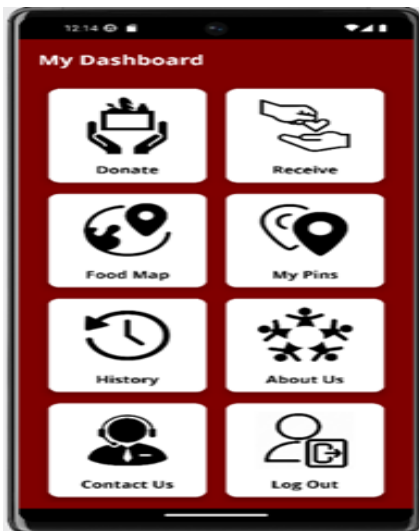 12:14
My Dashboard
Donate
Receive
Food Map
My Pins
History
About Us
Contact Us
Log Out